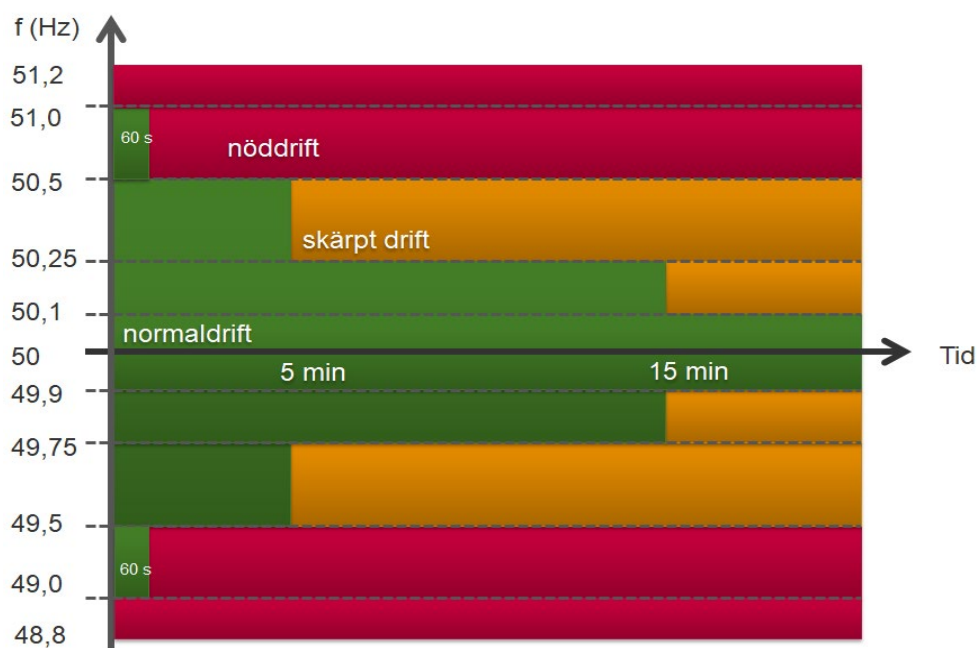 f (Hz)
51,2
51,0
60 s
nöddrift
50,5
skärpt drift
50,25
50,1
normaldrift
50
Tid
5 min
15 min
49,9
49,75
49,5
60 s
49,0
48,8